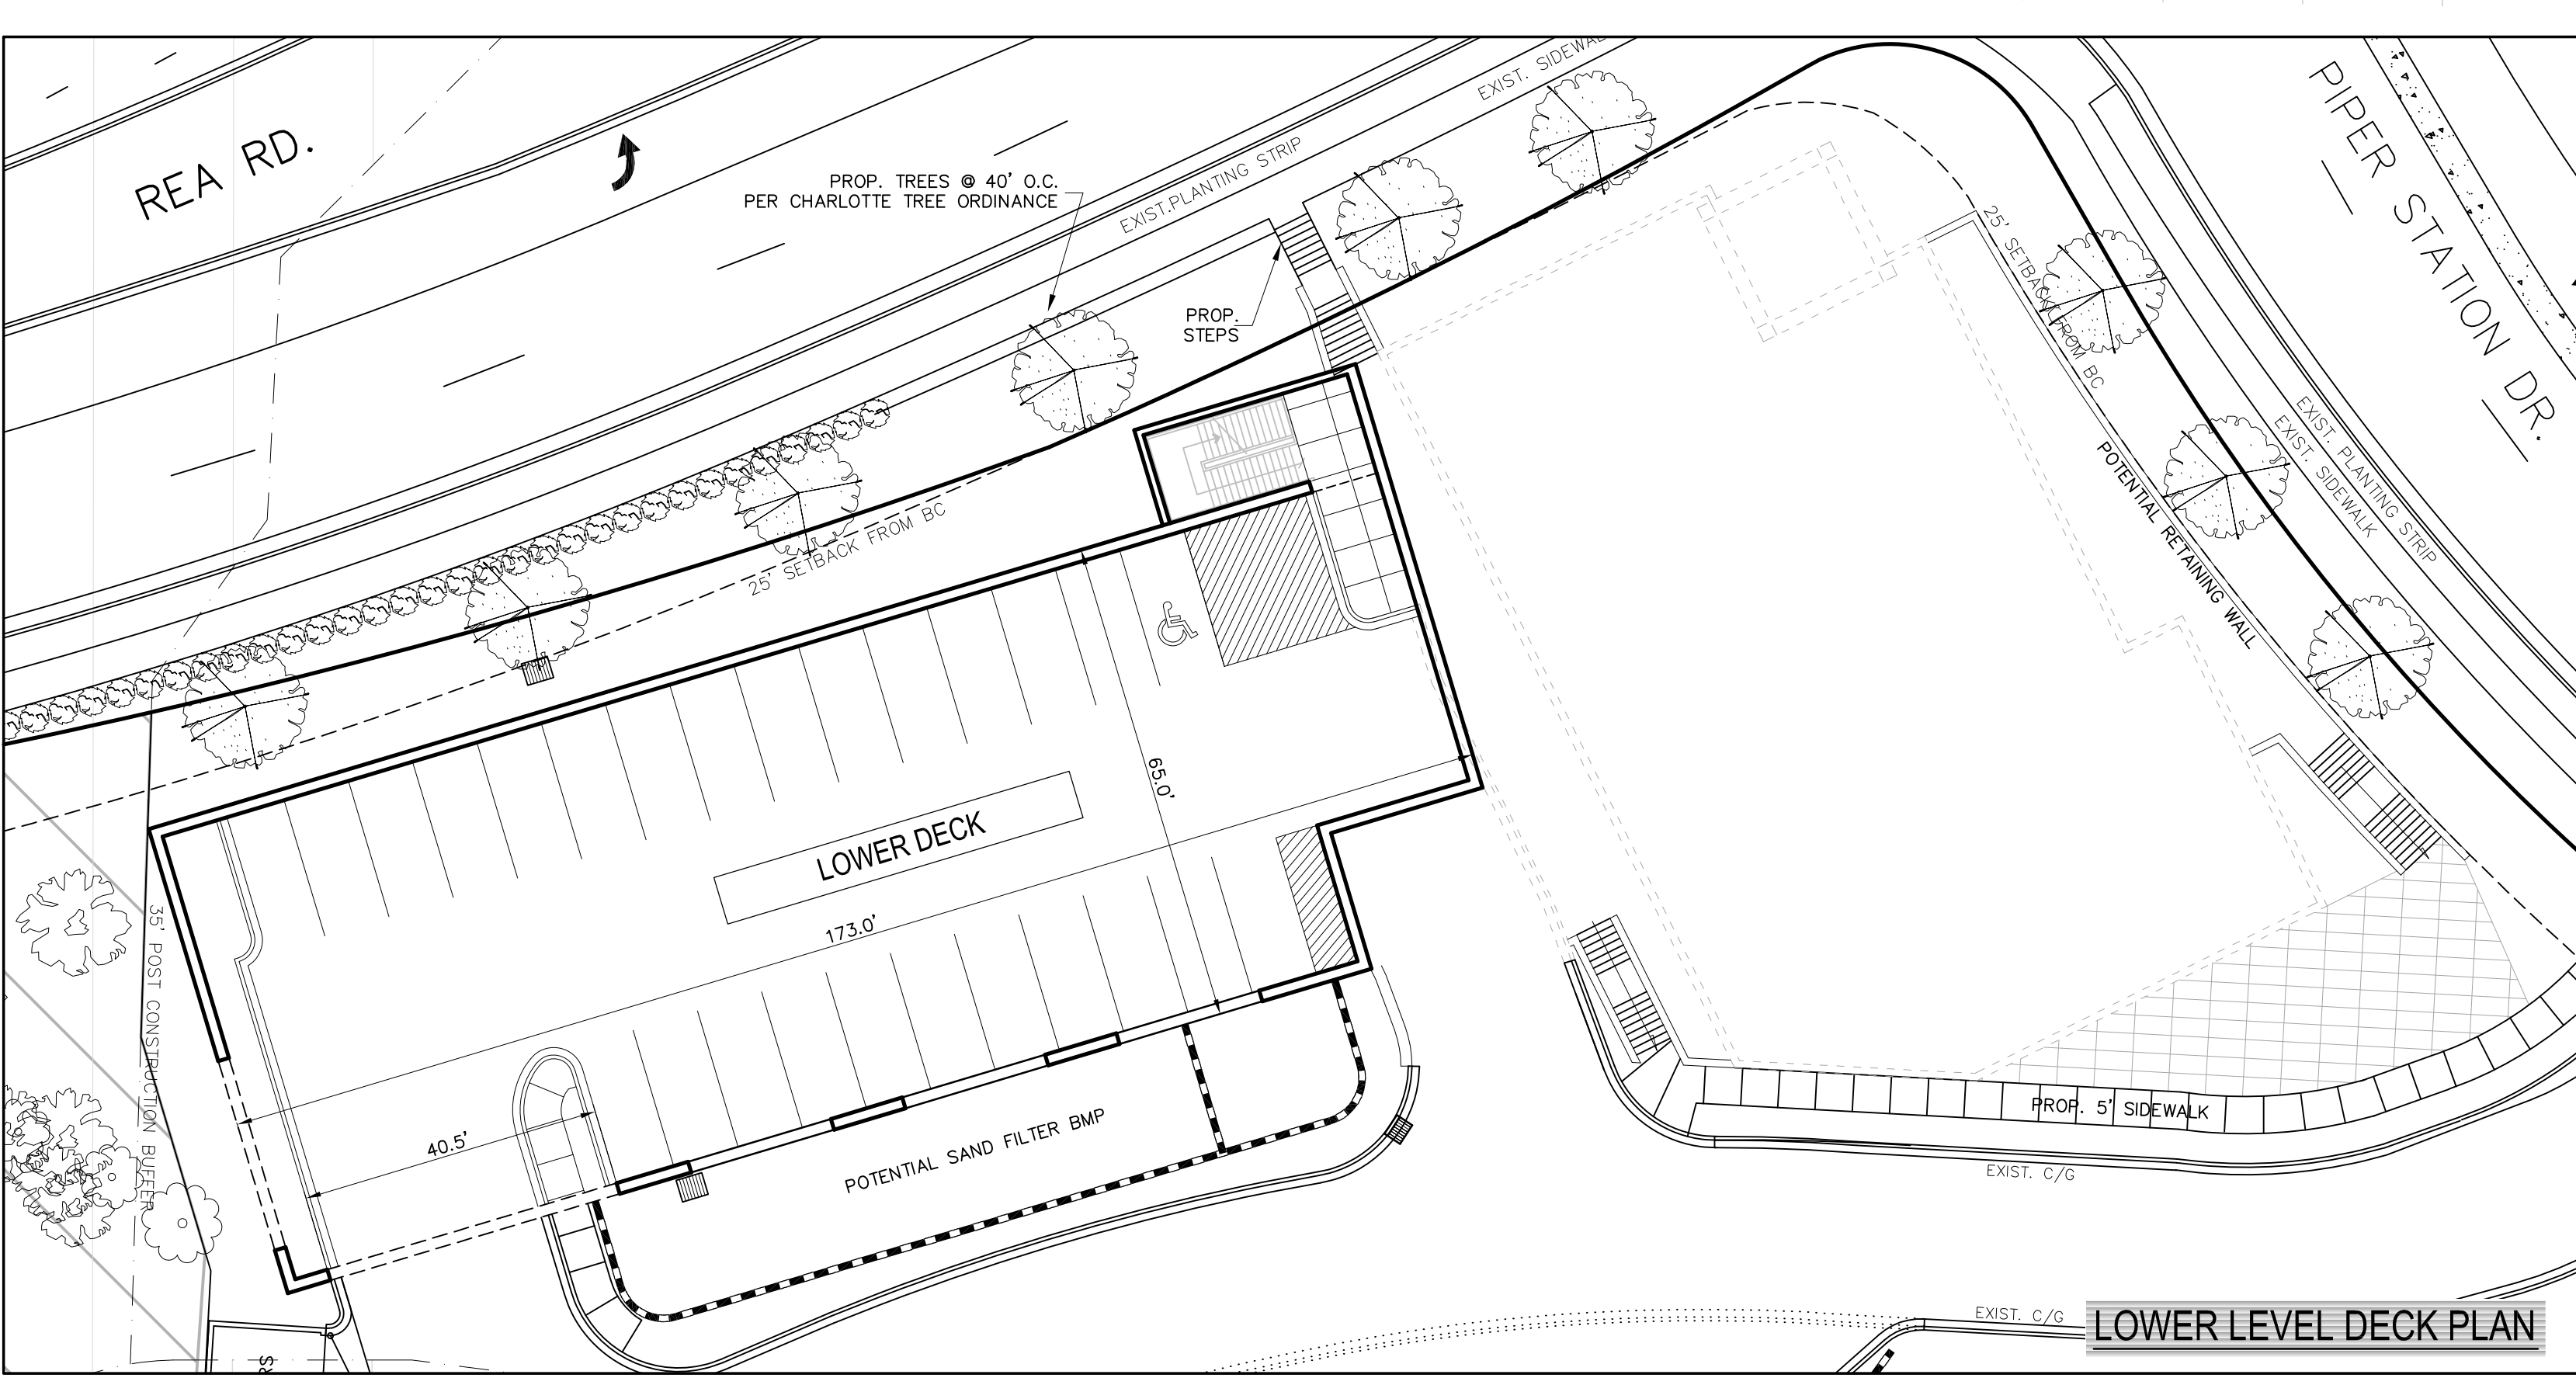 REA RD.
PROP. TREES @ 40' O.C.
PER CHARLOTTE TREE ORDINANCE
EXIST.PLANTING STRIP
EXIST. SIDEWAL
PIPER STATION DR.
PROP.
STEPS
25' SETBACK FROM BC
25' SETBACK FROM BC
EXIST. PLANTING STRIP
EXIST. SIDEWALK
POTENTIAL RETAINING WALL
65.0'
LOWER DECK
173.0'
35' POST CONSTRUCTION BUFFER
40.5'
POTENTIAL SAND FILTER BMP
PROP. 5' SIDEWALK
EXIST. C/G
EXIST. C/G
LOWER LEVEL DECK PLAN
RS